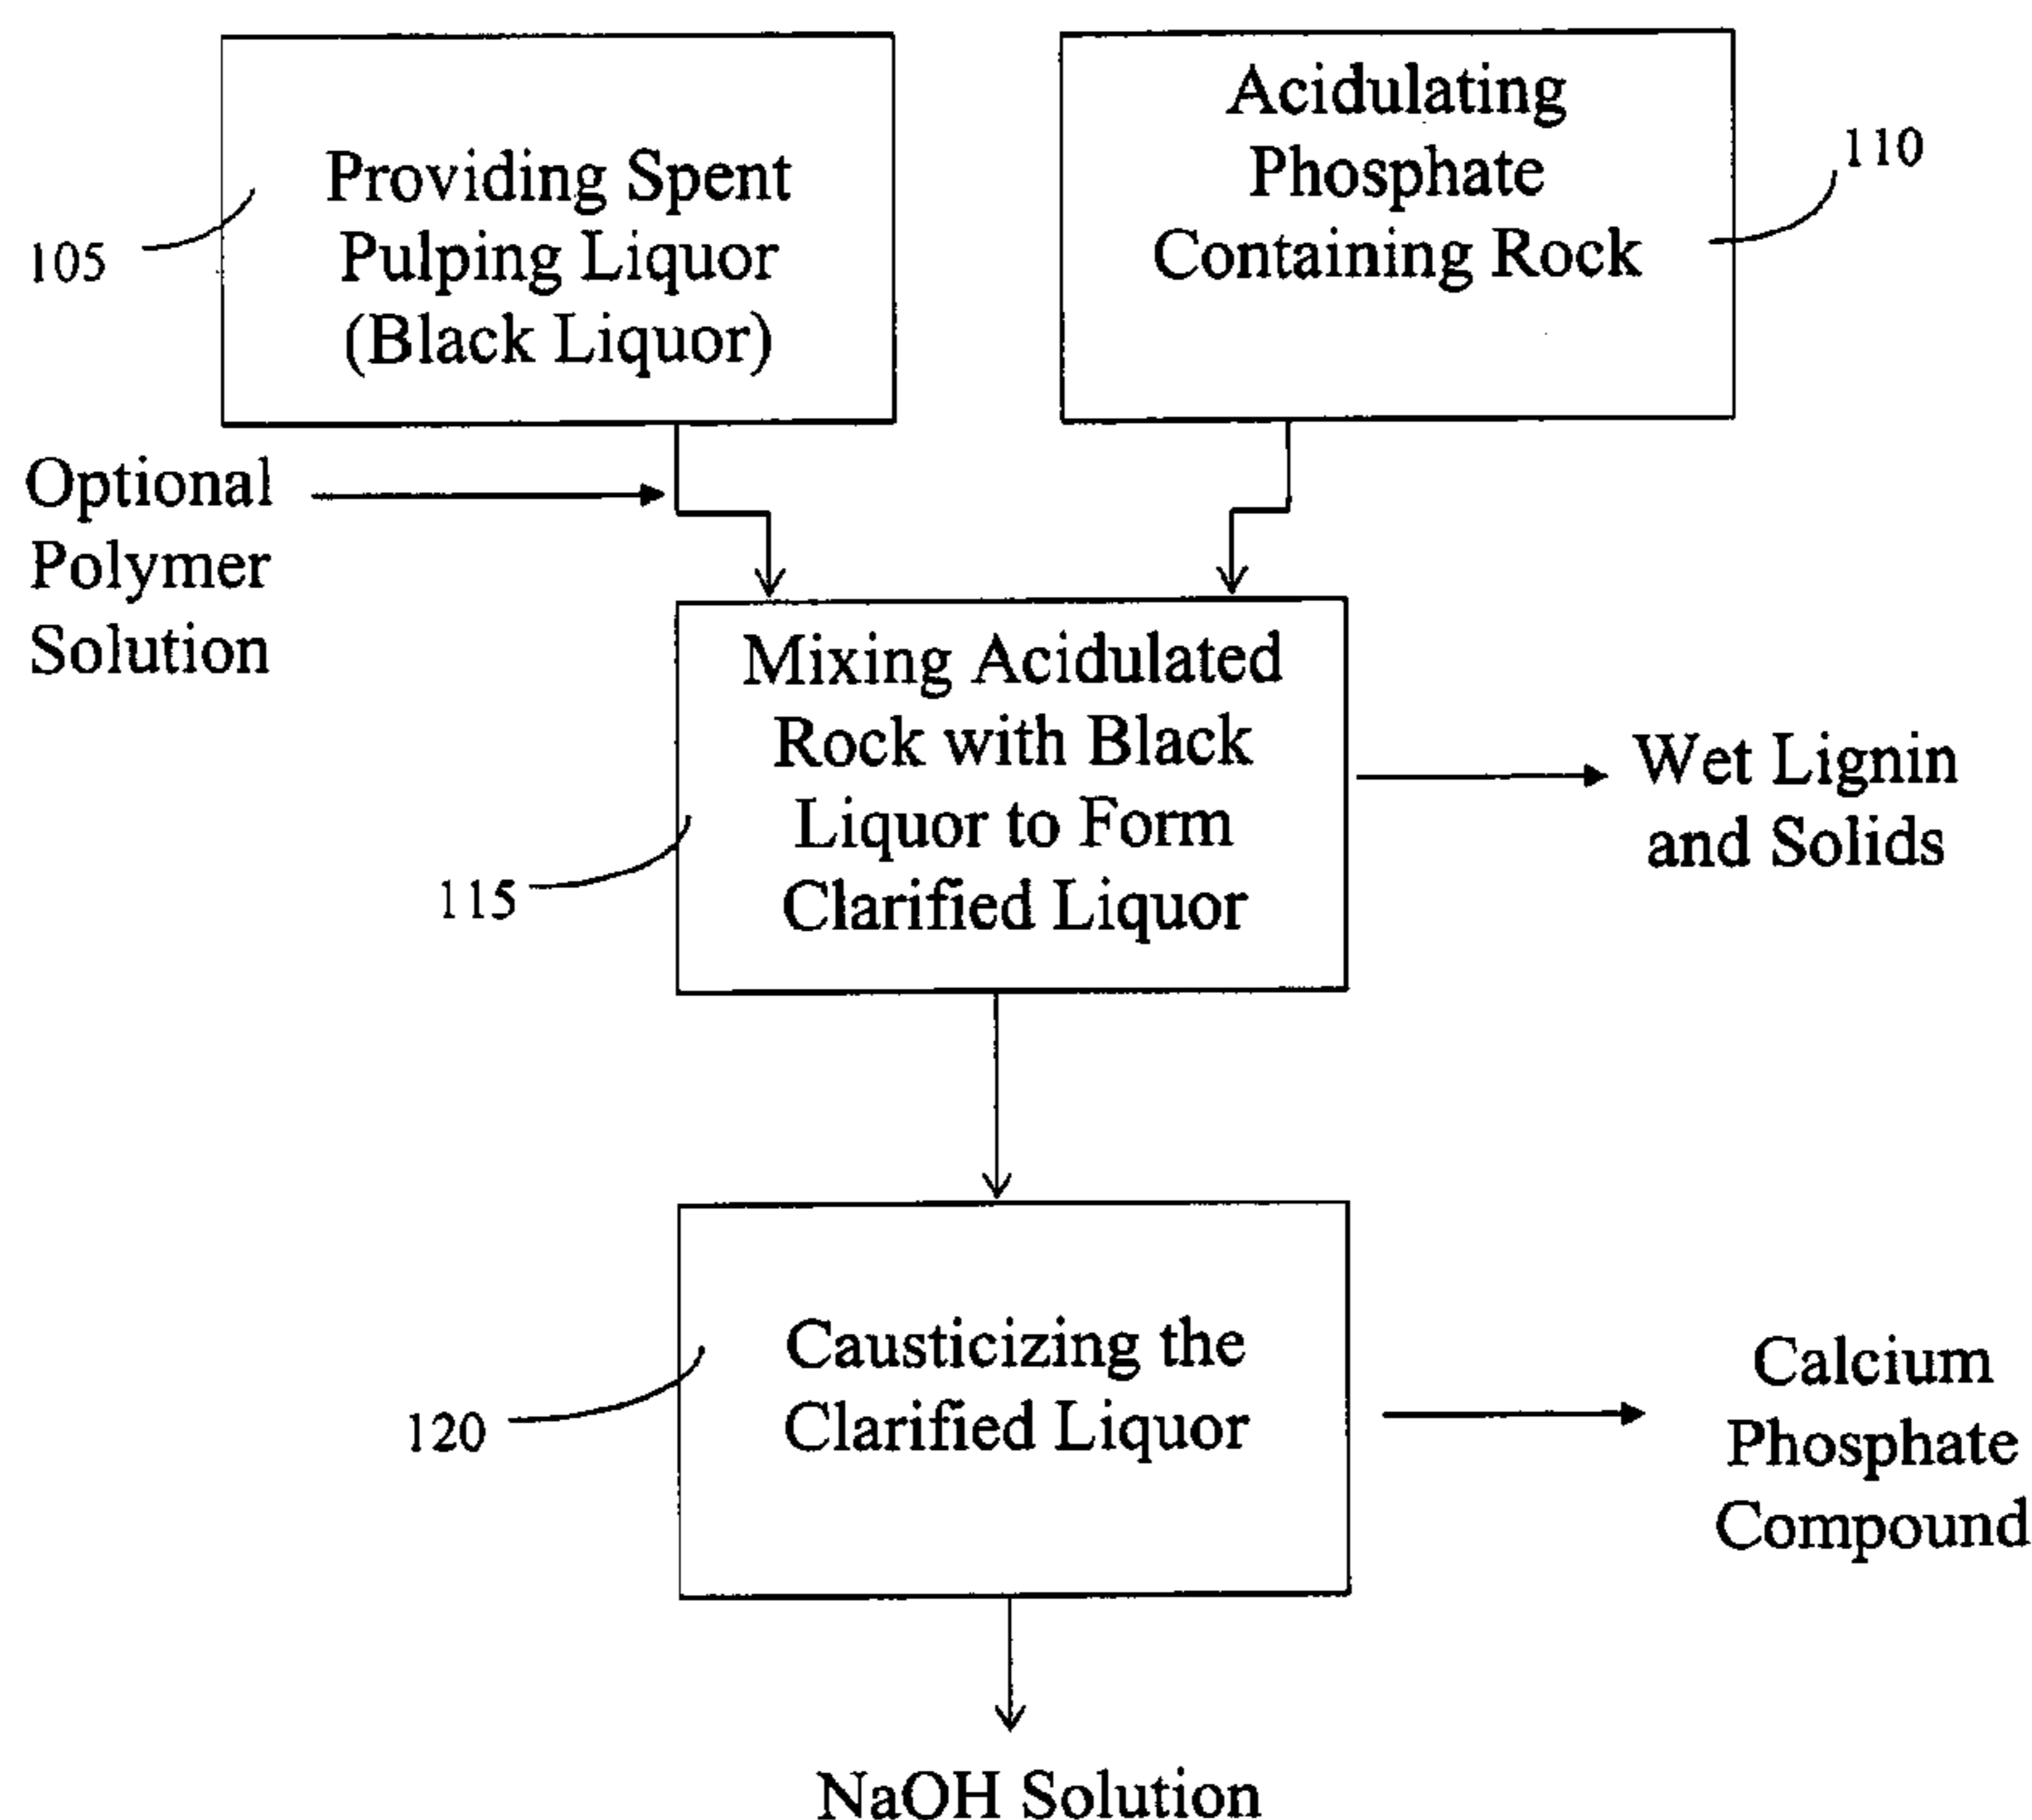 Providing Spent
Pulping Liquor
(Black Liquor)
105
Acidulating
Phosphate
Containing Rock
110
Optional
Polymer
Solution
Mixing Acidulated
Rock with Black
Liquor to Form
Clarified Liquor
115
Wet Lignin
and Solids
Causticizing the
Clarified Liquor
120
Calcium
Phosphate
Compound
NaOH Solution